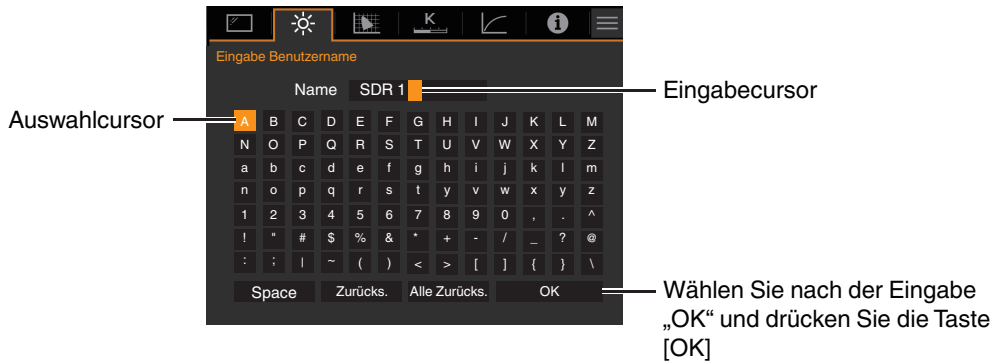 K
Eingabe Benutzername
Name SDR 1
Eingabecursor
Auswahlcursor
A B C D E F G H I J K L M
N O P Q R S T U V W X Y Z
a b c d e f g h i j k l m
n o p q r s t y v w x y z
1 2 3 4 5 6 7 8 9 0 , . ^
! " # $ % & * + - / _ ? @
: ; | ~ ( ) < > [ ] { } \
Space Zurücks. Alle Zurücks. OK
Wählen Sie nach der Eingabe
„OK“ und drücken Sie die Taste
[OK]